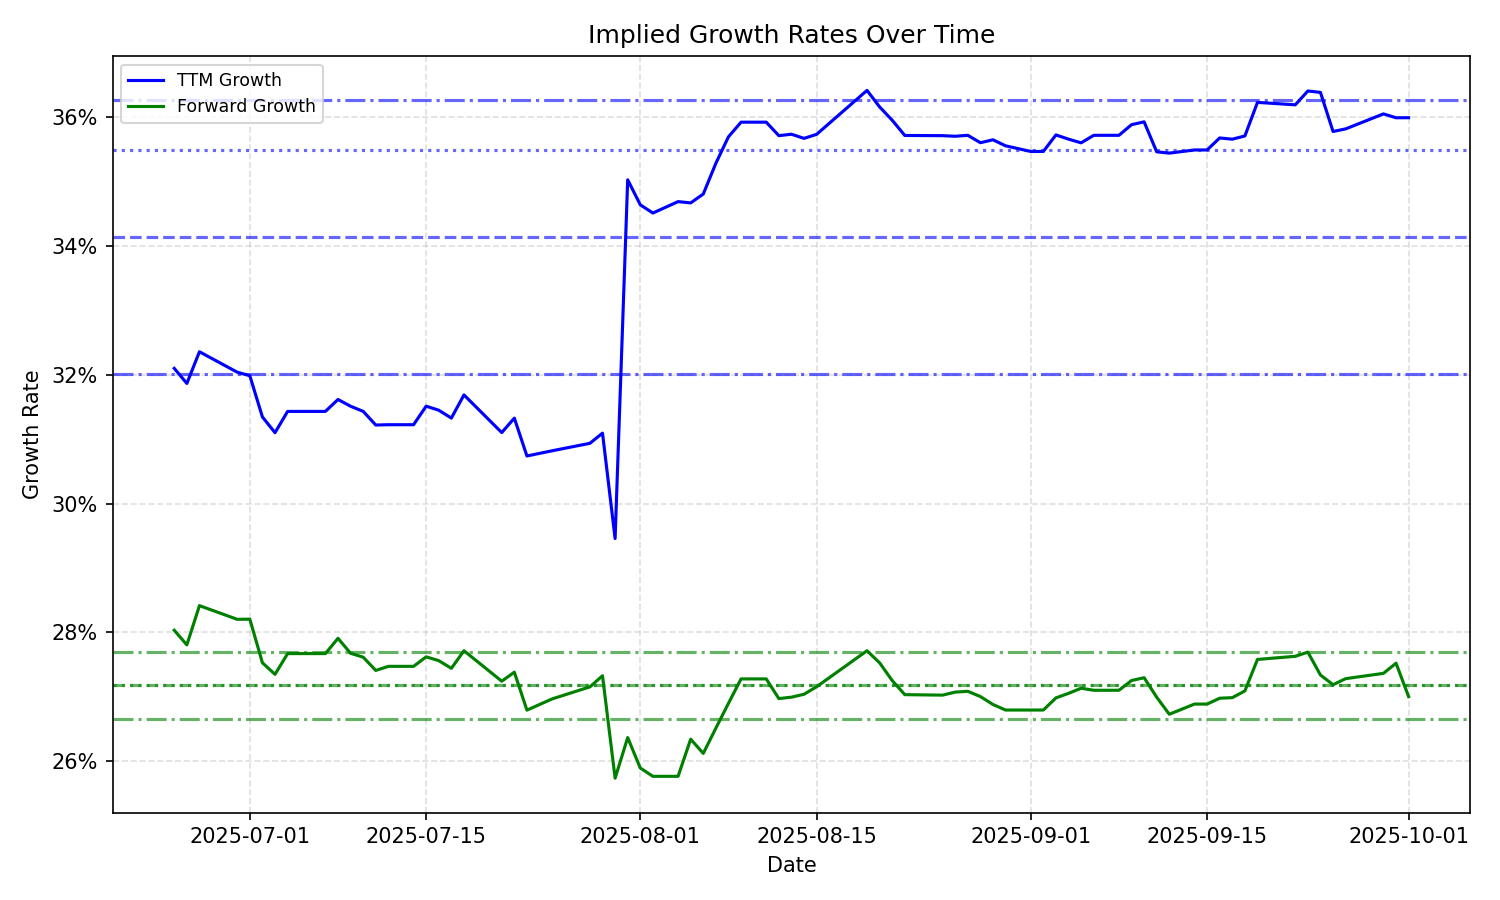 Implied Growth Rates Over Time
TTM Growth
Forward Growth
36%
34%
32%
30%
28%
26%
Growth Rate
2025-07-01
2025-07-15
2025-08-01
2025-08-15
2025-09-01
2025-09-15
2025-10-01
Date